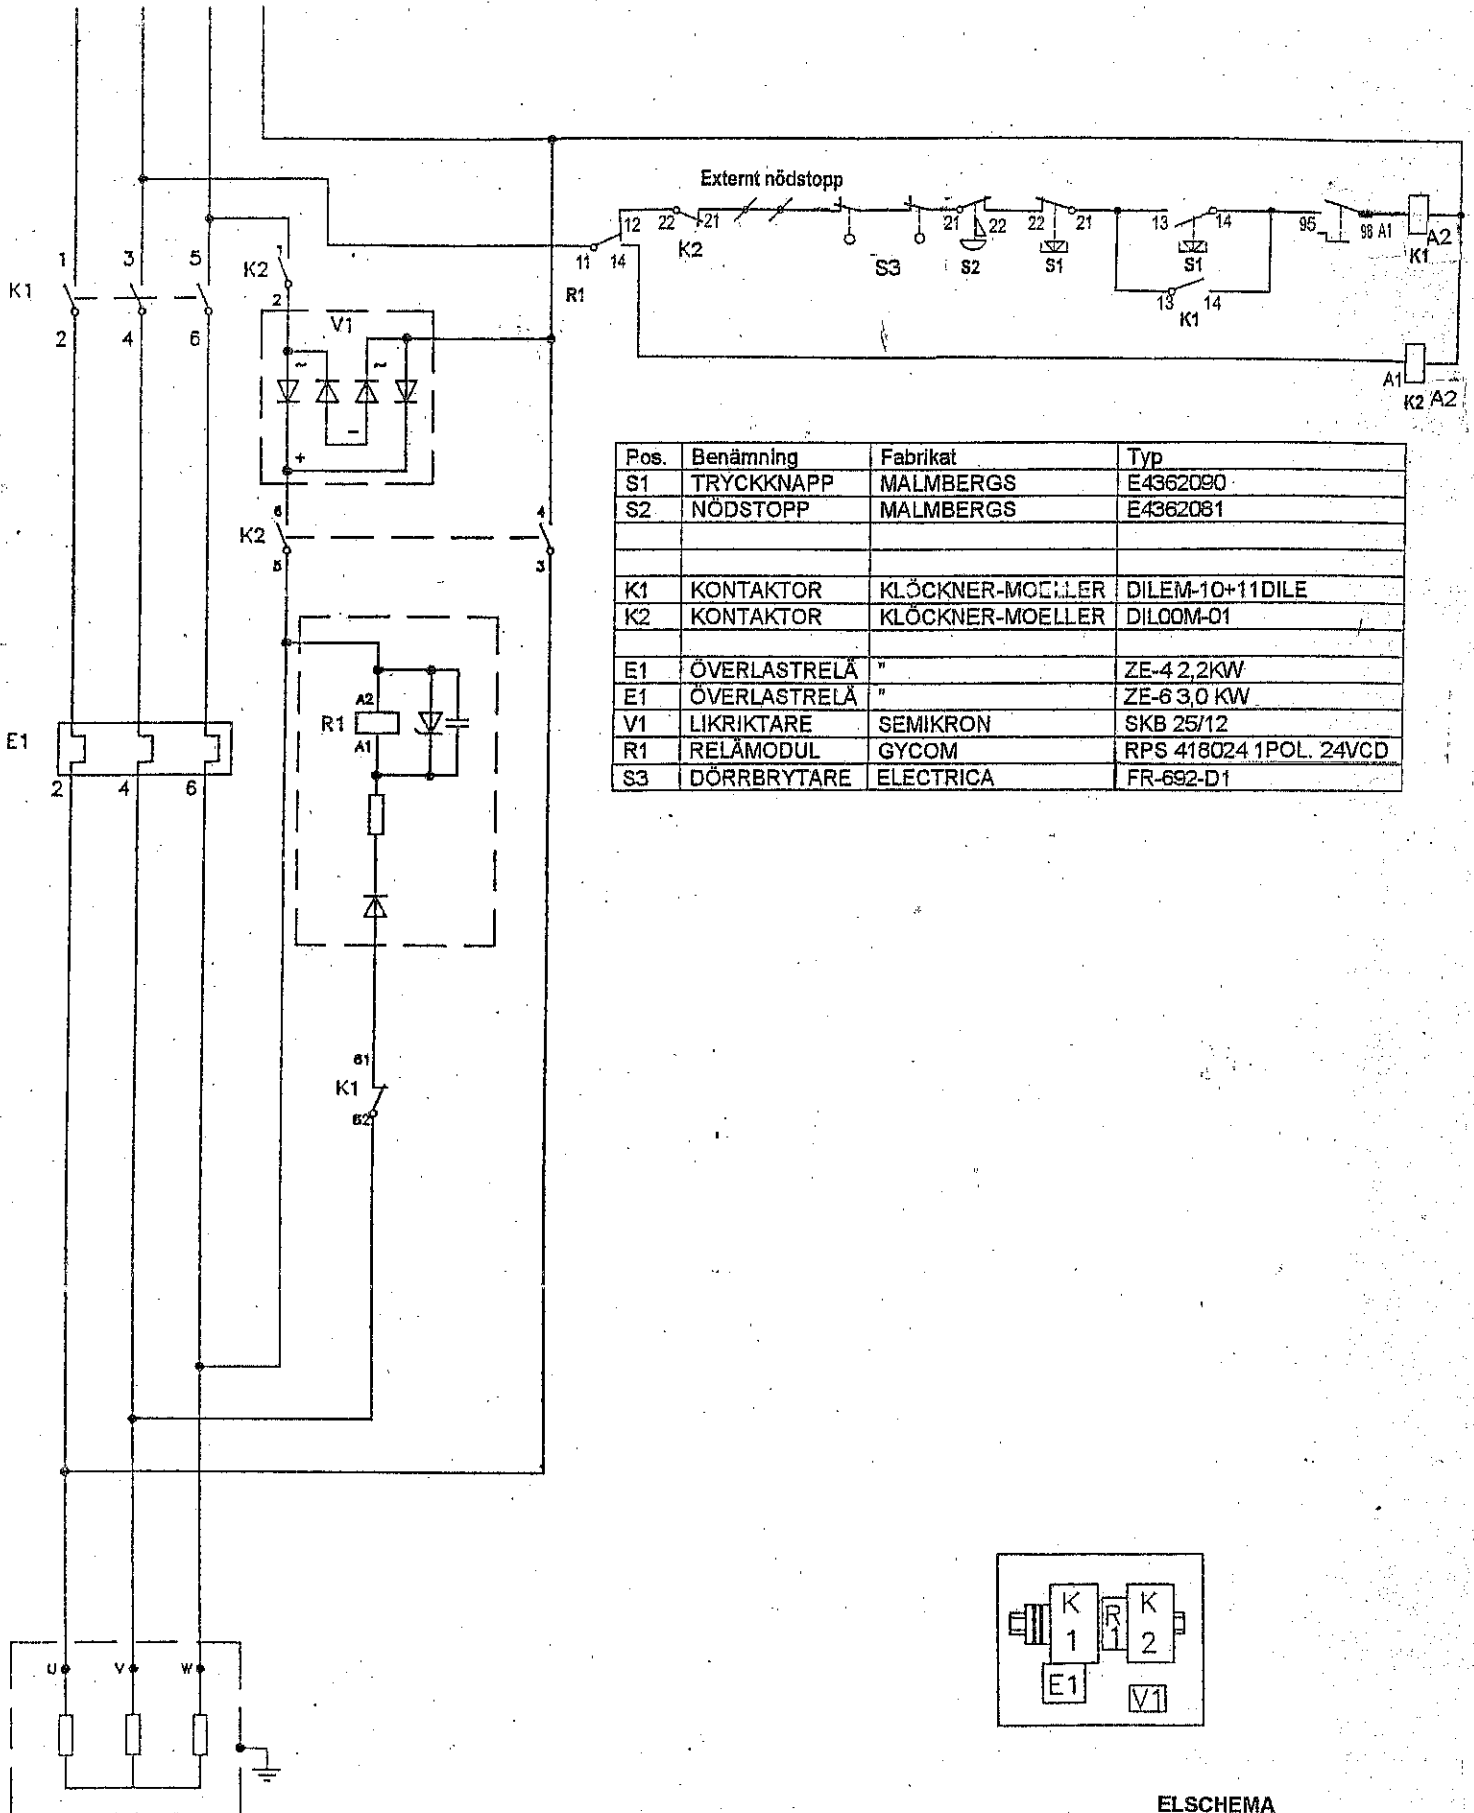 Externt nödstopp
12
22
21
K2
11
14
R1
S3
21
22
S2
22
21
S1
13
14
S1
13
14
K1
95
98
A1
K1
A2
A1
K2
A2
K1
1
3
5
2
4
6
K2
1
2
V1
~
~
-
+
K2
6
5
4
3
Pos. Benämning Fabrikat Typ
S1 TRYCKKNAPP MALMBERGS E4362090
S2 NÖDSTOPP MALMBERGS E4362081
K1 KONTAKTOR KLÖCKNER-MOELLER DILEM-10+11DILE
K2 KONTAKTOR KLÖCKNER-MOELLER DIL00M-01
E1 ÖVERLASTRELÄ " ZE-4 2,2KW
E1 ÖVERLASTRELÄ " ZE-6 3,0 KW
V1 LIKRIKTARE SEMIKRON SKB 25/12
R1 RELÄMODUL GYCOM RPS 418024 1POL. 24VCD
S3 DÖRRBRYTARE ELECTRICA FR-692-D1
R1
A2
A1
E1
2
4
6
61
K1
62
U
V
W
K
1
R
1
K
2
E1
V1
ELSCHEMA